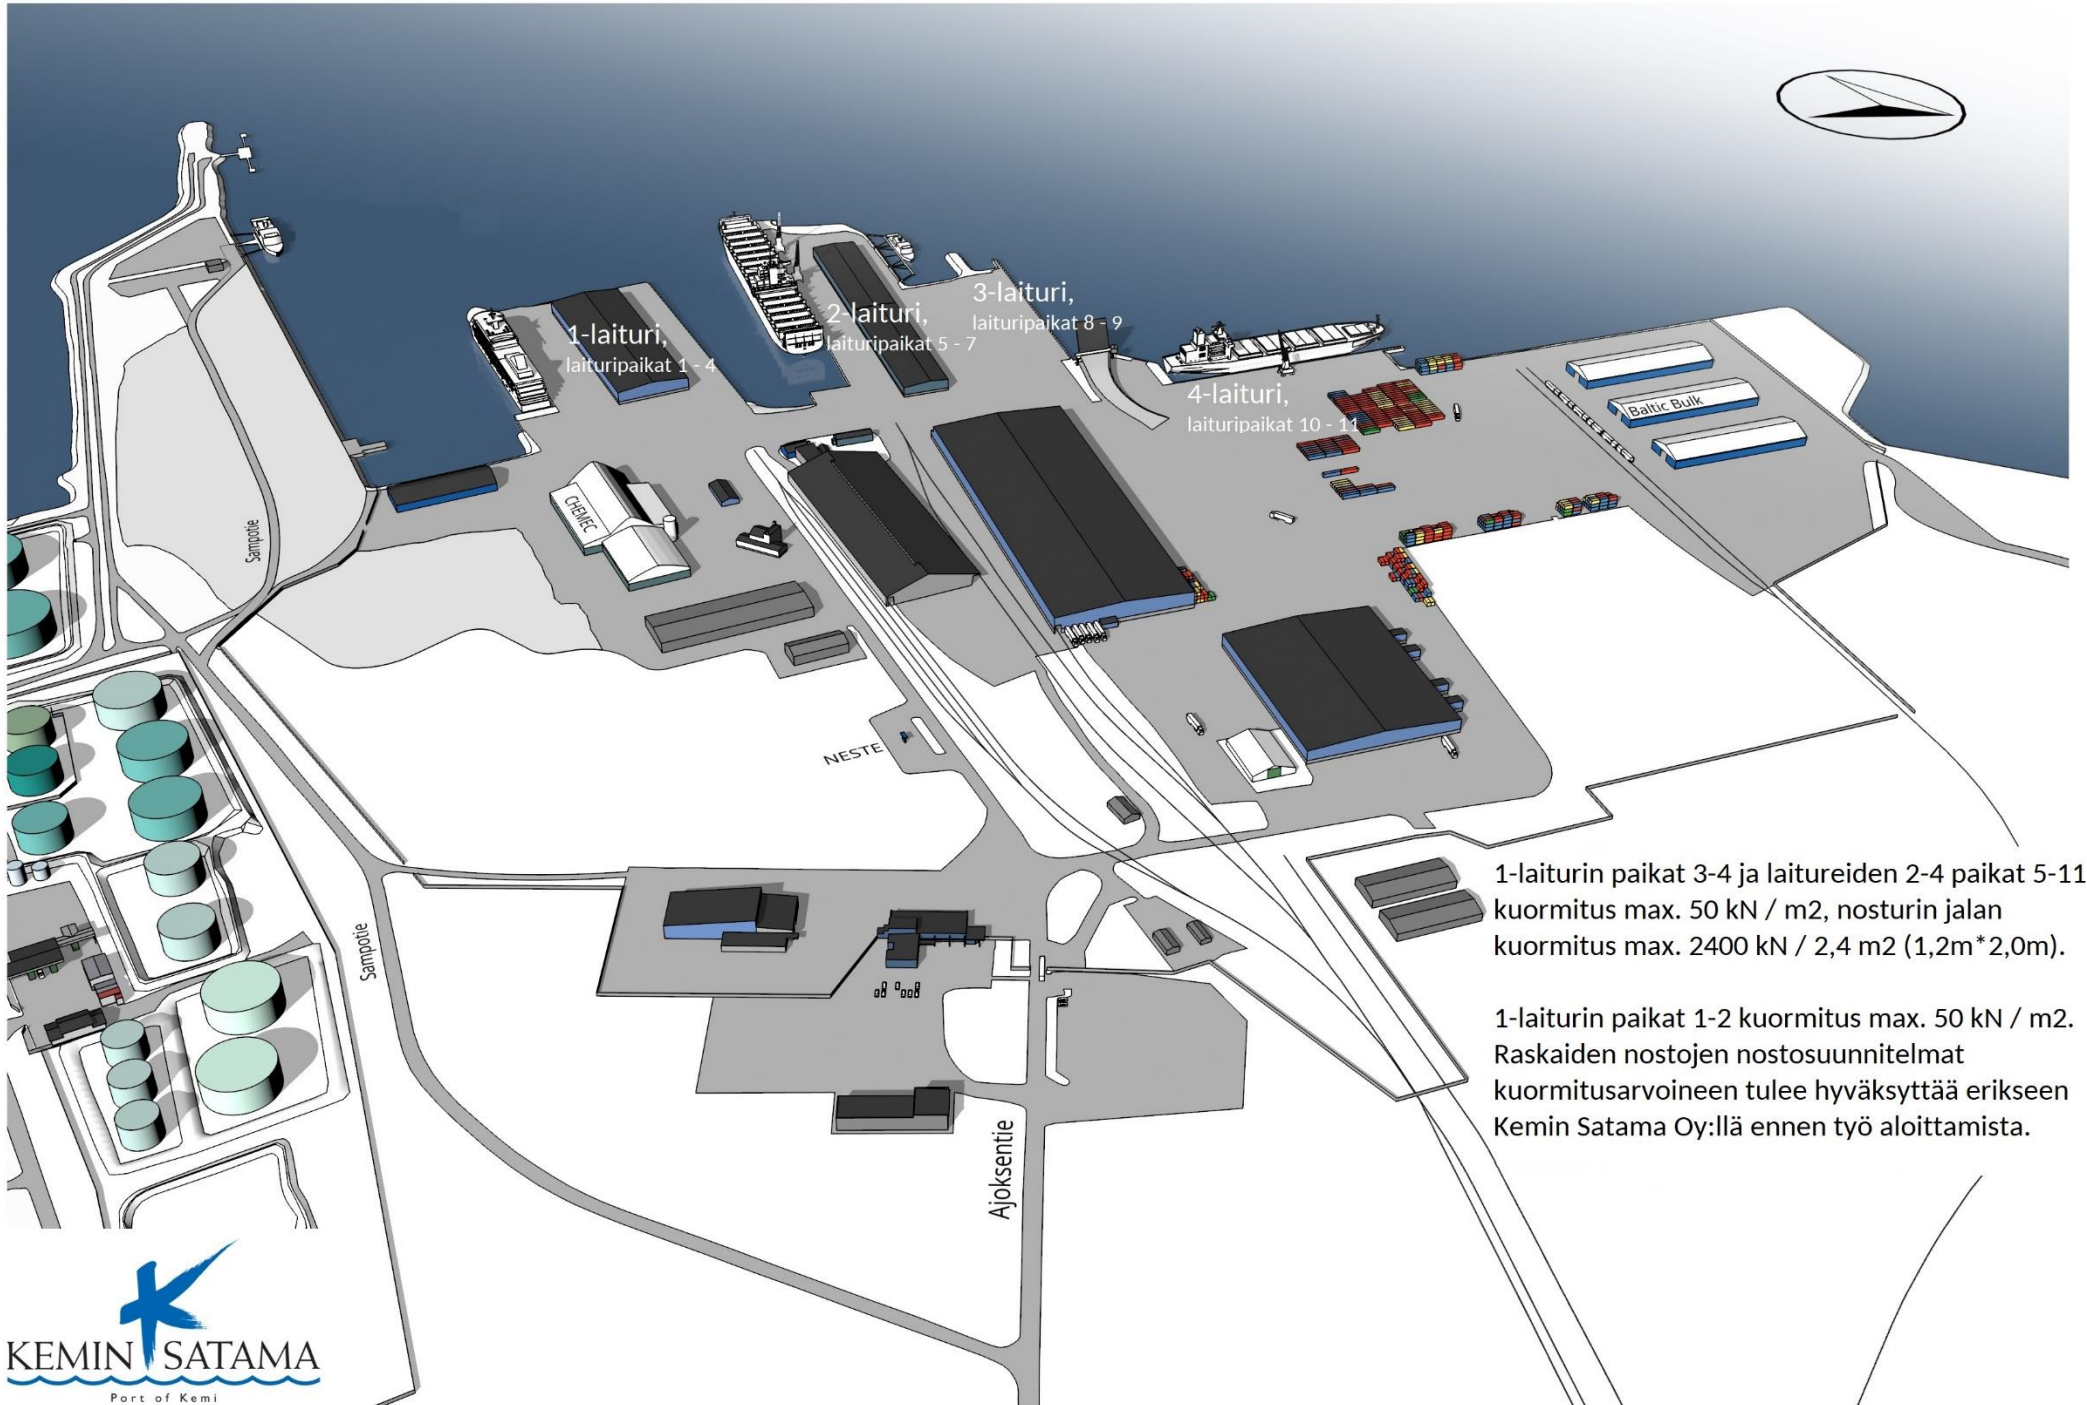 1-laituri,
laituripaikat 1 - 4
2-laituri,
laituripaikat 5 - 7
3-laituri,
laituripaikat 8 - 9
4-laituri,
laituripaikat 10 - 11
Baltic Bulk
CHEMEC
Sampotie
NESTE
Sampotie
Ajoksentie
1-laiturin paikat 3-4 ja laitureiden 2-4 paikat 5-11
kuormitus max. 50 kN / m2, nosturin jalan
kuormitus max. 2400 kN / 2,4 m2 (1,2m*2,0m).
1-laiturin paikat 1-2 kuormitus max. 50 kN / m2.
Raskaiden nostojen nostosuunnitelmat
kuormitusarvoineen tulee hyväksyttää erikseen
Kemin Satama Oy:llä ennen työ aloittamista.
KEMIN SATAMA
Port of Kemi